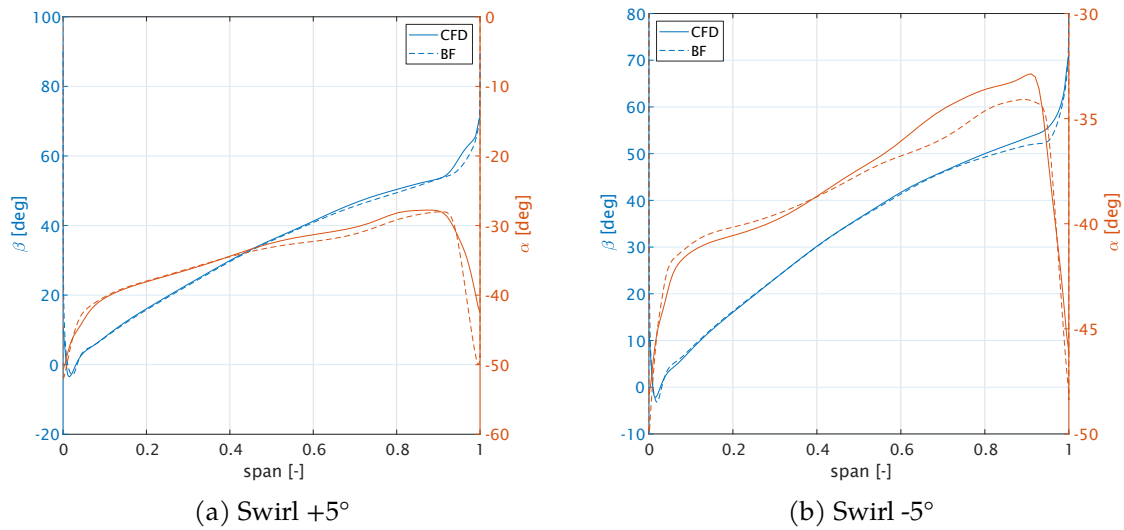 100
80
60
40
20
0
-20
β [deg]
0
-10
-20
-30
-40
-50
-60
α [deg]
0 0.2 0.4 0.6 0.8 1
span [-]
CFD
BF
(a) Swirl +5°
80
70
60
50
40
30
20
10
0
-10
β [deg]
-30
-35
-40
-45
-50
α [deg]
0 0.2 0.4 0.6 0.8 1
span [-]
CFD
BF
(b) Swirl -5°